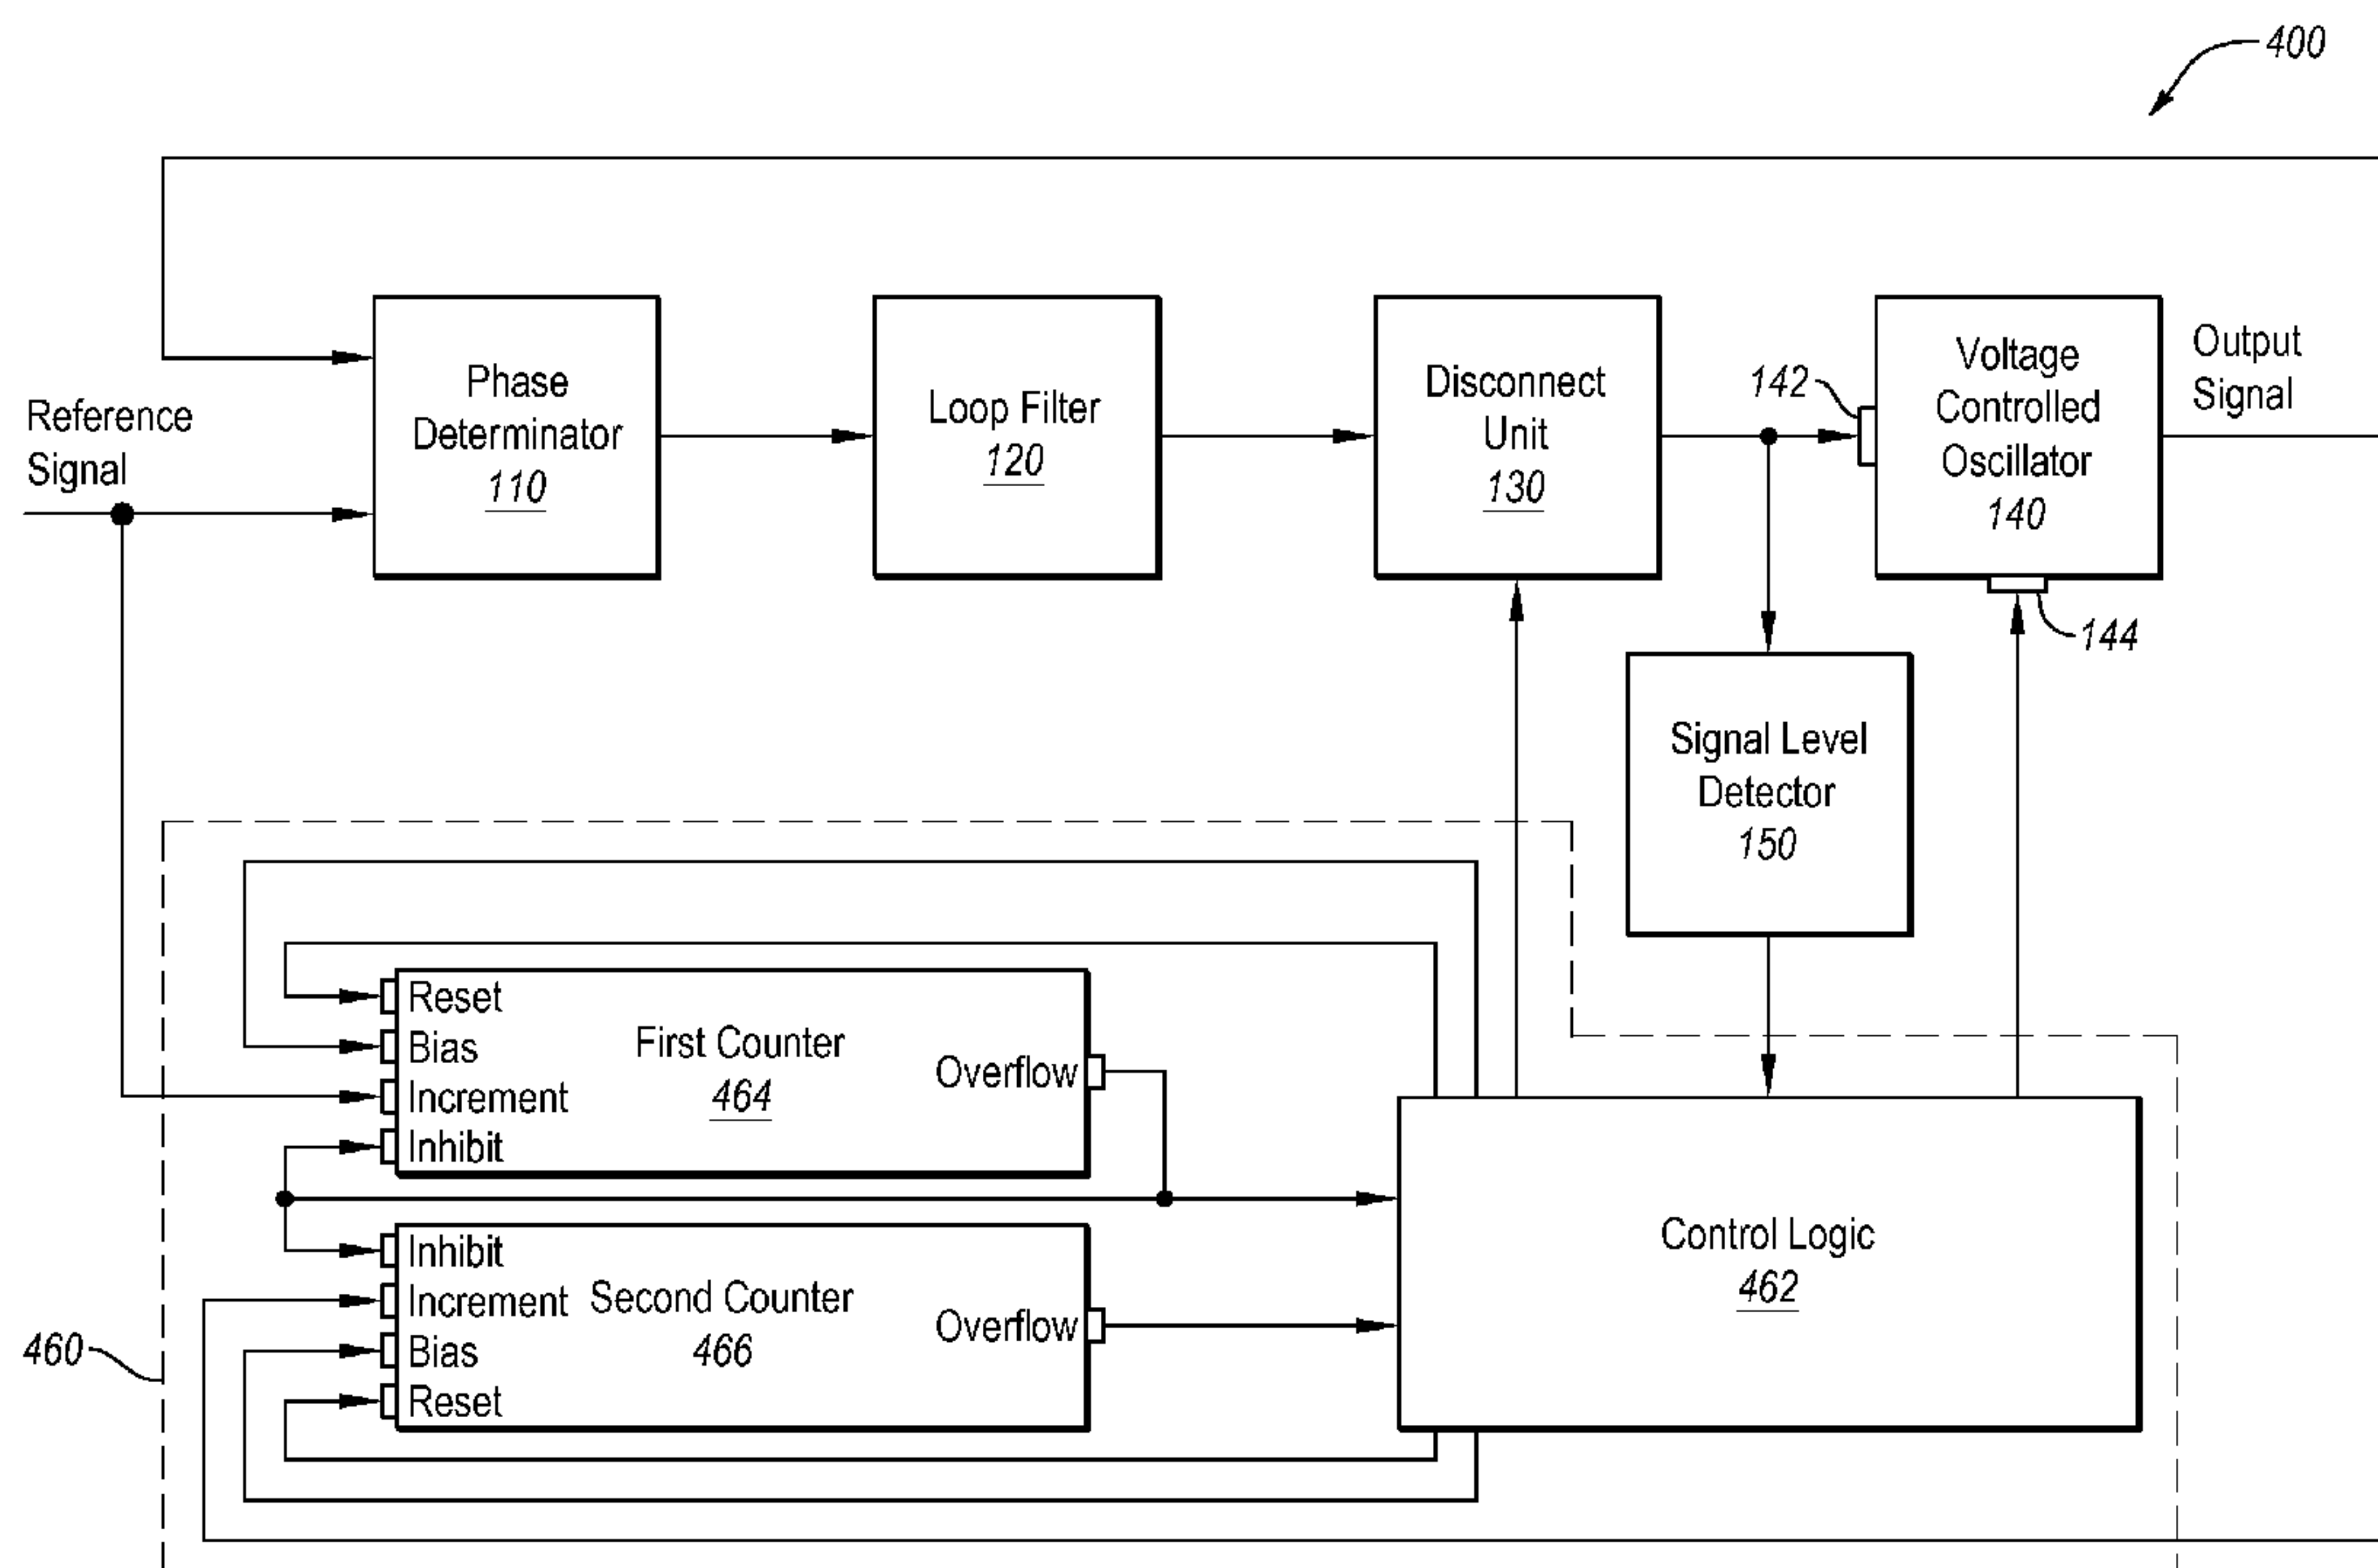 400
Reference
Signal
Phase
Determinator
110
Loop Filter
120
Disconnect
Unit
130
142
Voltage
Controlled
Oscillator
140
Output
Signal
144
Signal Level
Detector
150
Reset
Bias
Increment
Inhibit
First Counter
464
Overflow
Inhibit
Increment
Bias
Reset
Second Counter
466
Overflow
Control Logic
462
460